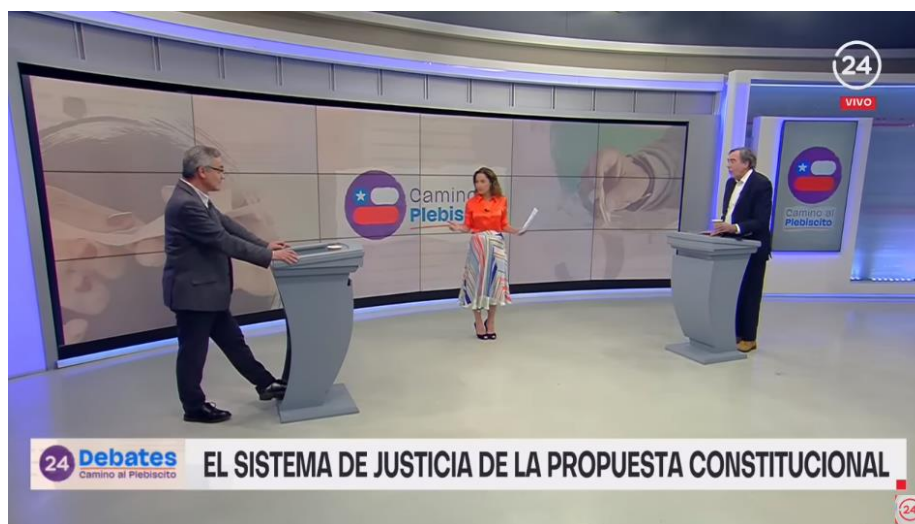 24
VIVO
Camino
Plebis
Camino al
Plebiscito
24 Debates
Camino al Plebiscito
EL SISTEMA DE JUSTICIA DE LA PROPUESTA CONSTITUCIONAL
24